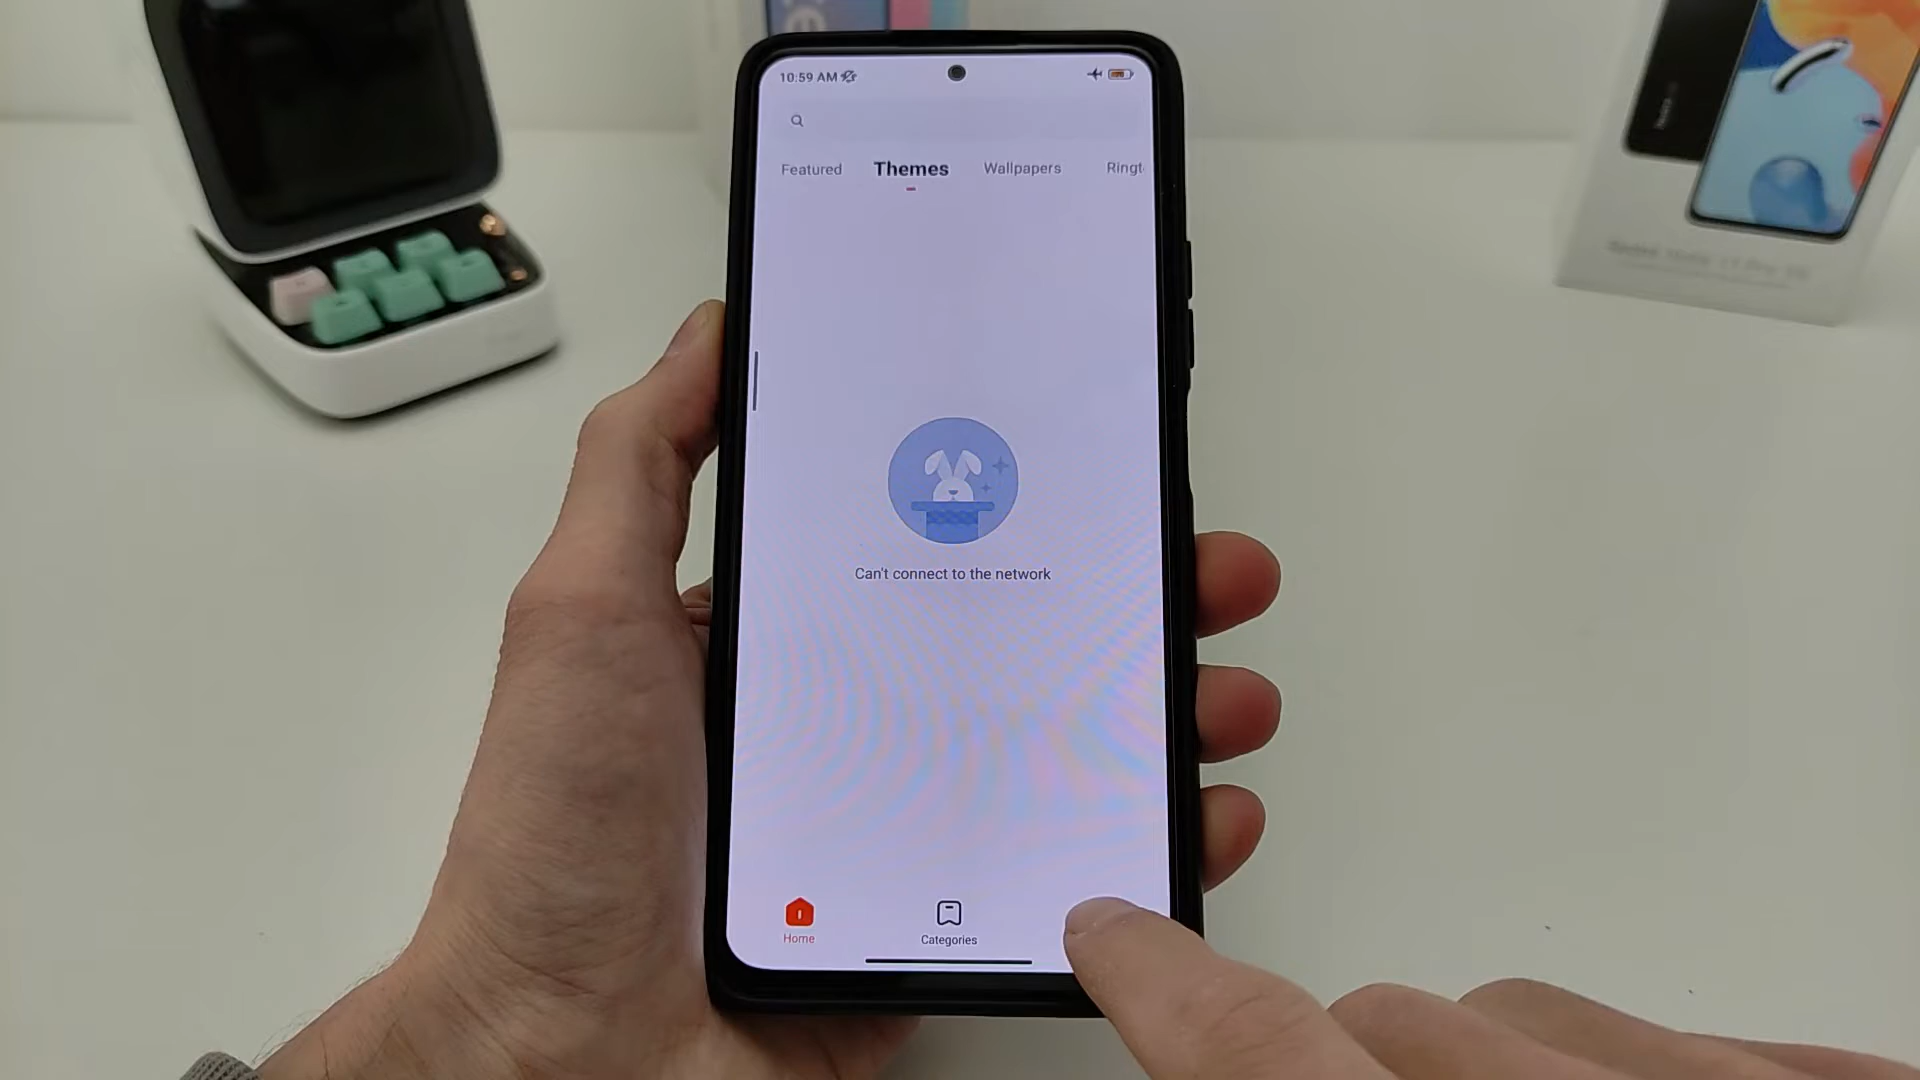 10:59 AM
Featured Themes Wallpapers Ringt
Can't connect to the network
Home Categories